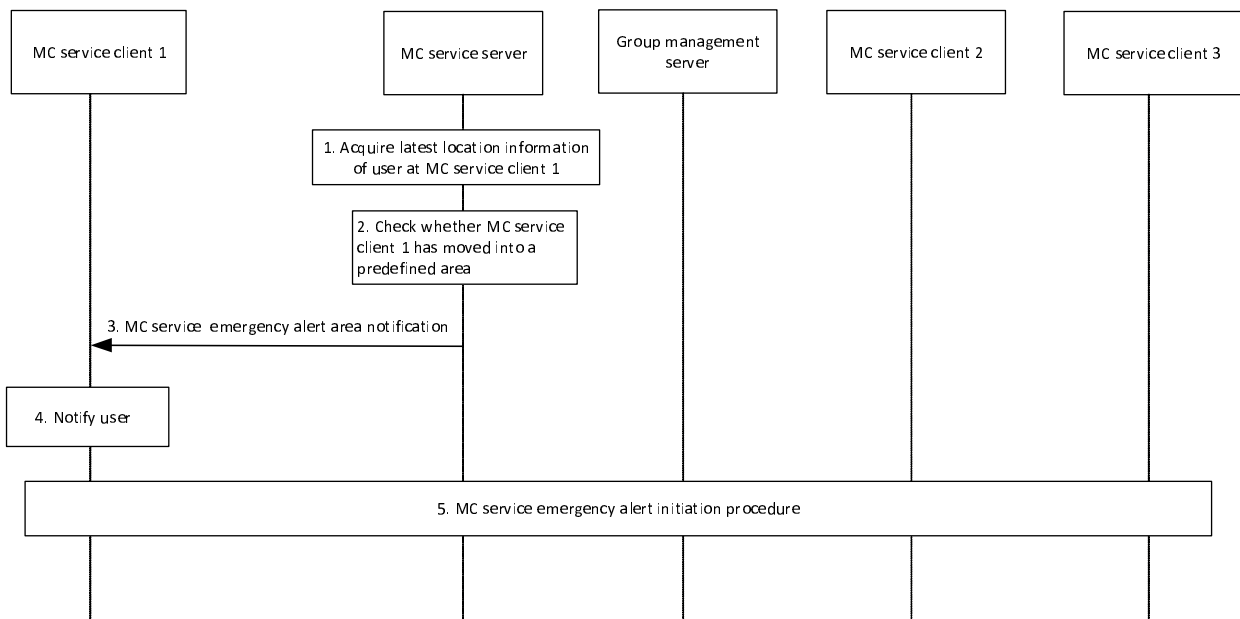 MC service client 1
MC service server
Group management
server
MC service client 2
MC service client 3
1. Acquire latest location information
of user at MC service client 1
2. Check whether MC service
client 1 has moved into a
predefined area
3. MC service emergency alert area notification
4. Notify user
5. MC service emergency alert initiation procedure